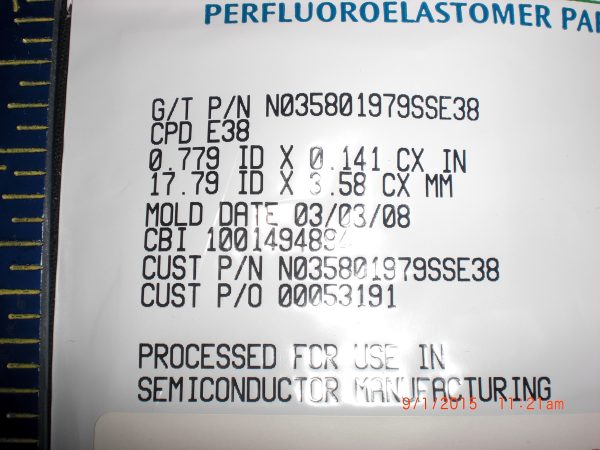 PERFLUOROELASTOMER
G/T P/N N035801979SSE38
CPD E38
0.779 ID X 0.141 CX IN
17.79 ID X 3.58 CX MM
MOLD DATE 03/03/08
CBI 1001494894
CUST P/N N035801979SSE38
CUST P/O 00053191
PROCESSED FOR USE IN
SEMICONDUCTOR MANUFACTURING
9/1/2015 11:21am